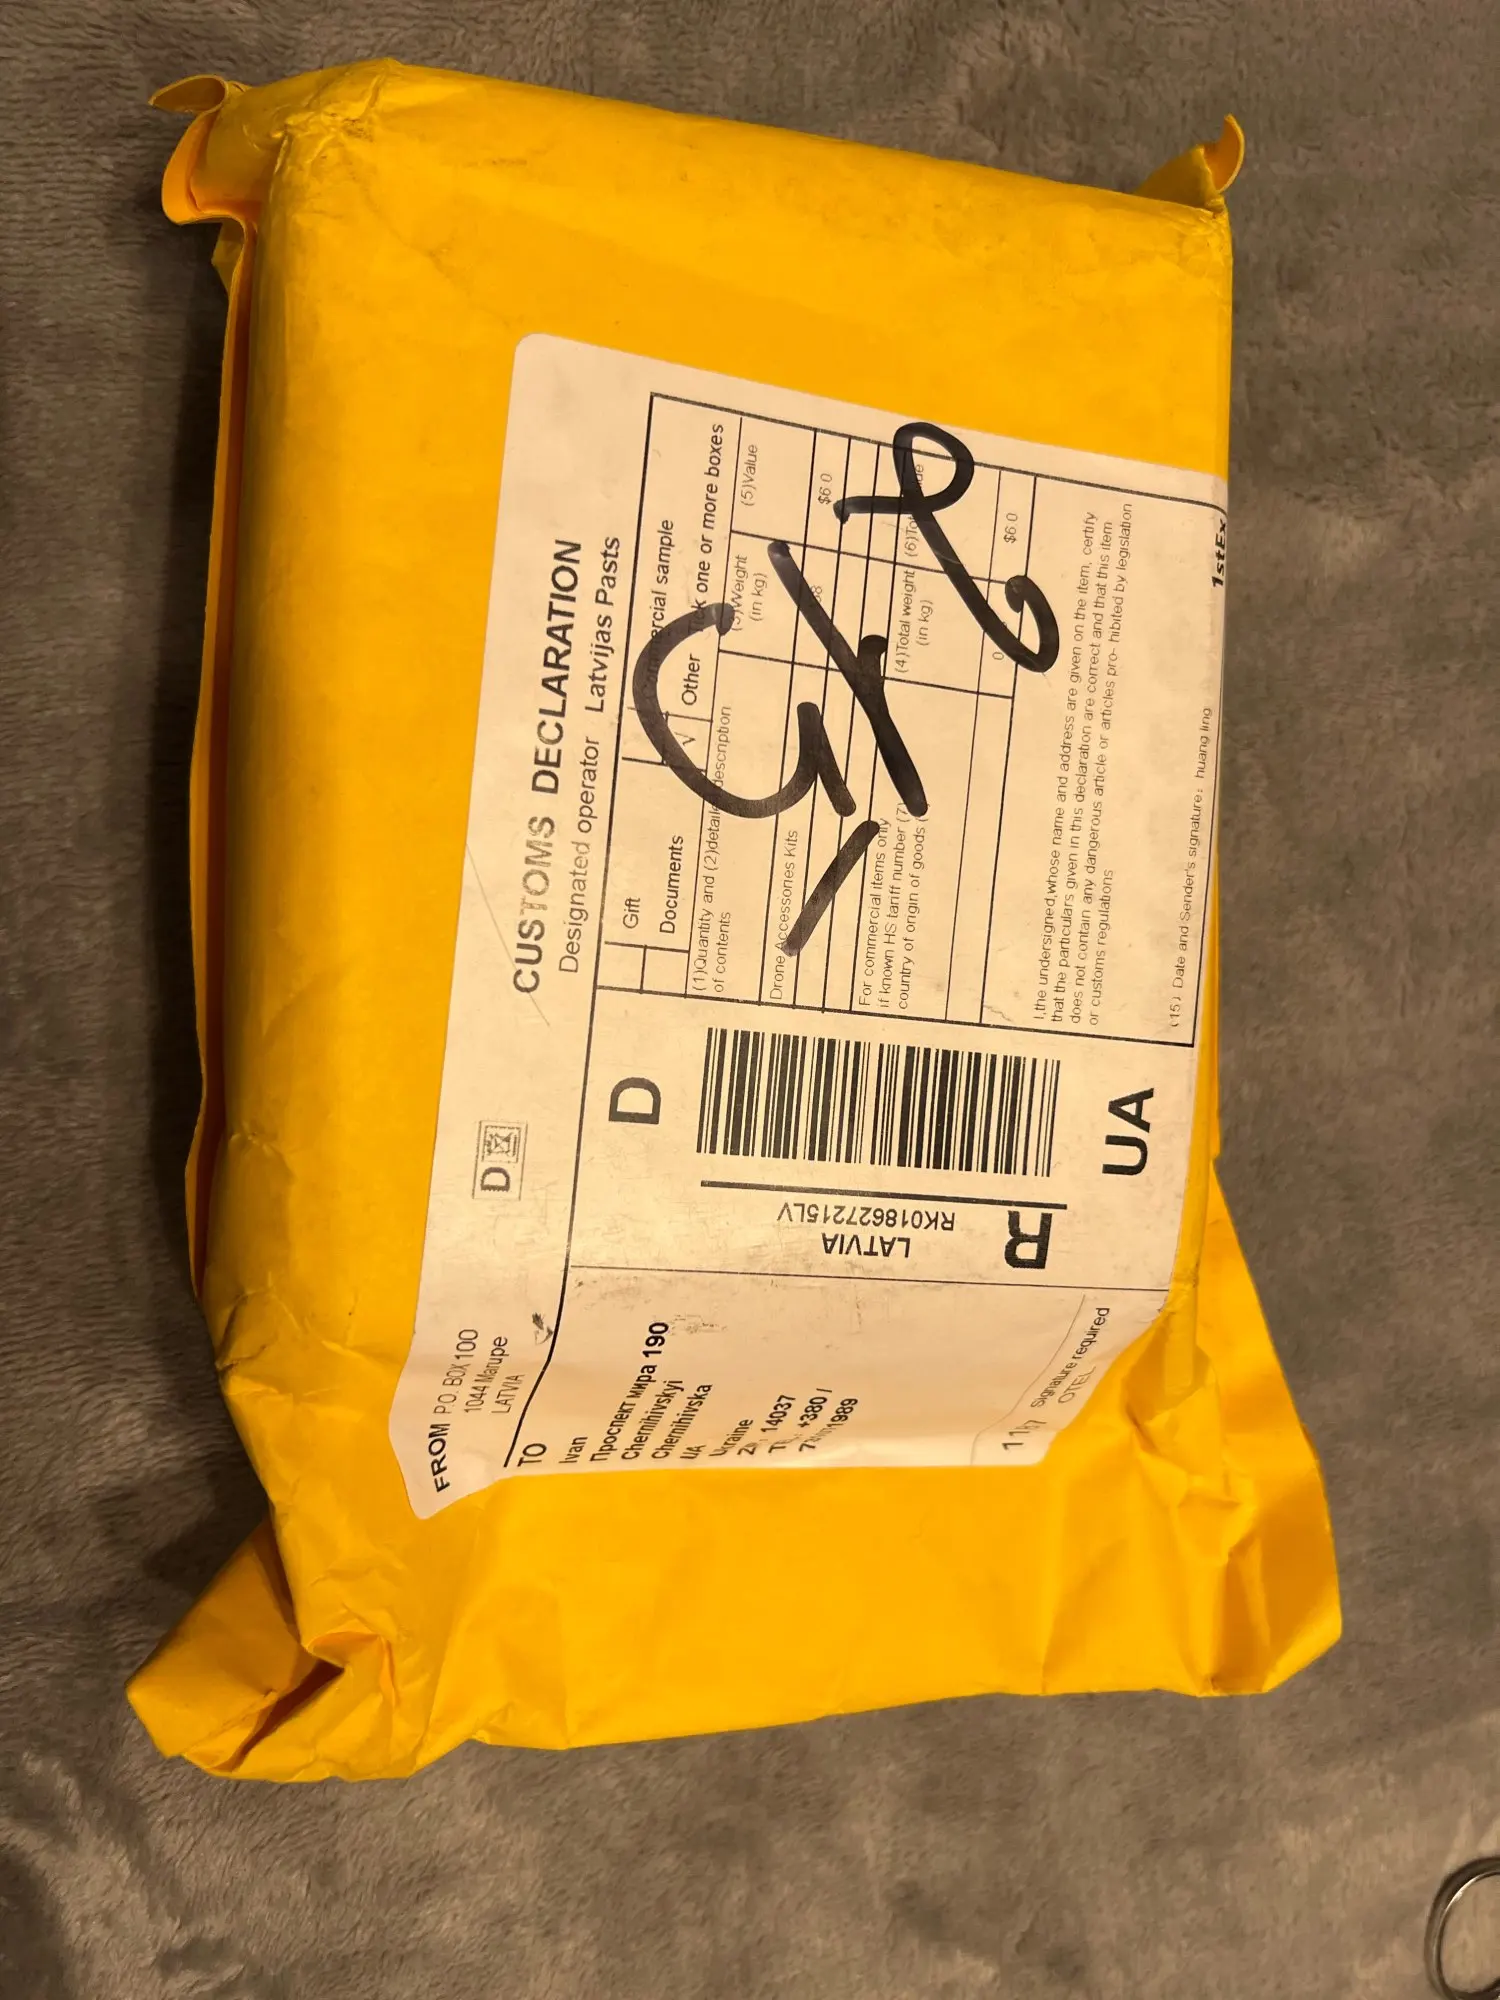 FROM P.O. BOX 100
1044 Marupe
LATVIA
D
CUSTOMS DECLARATION
Designated operator Latvijas Pasts
TO
Ivan
Проспект мира 190
Chernihivskyi
Chernihivska
UA
Ukraine
14037
+380 /
1989
Signature required
OTEL
LATVIA
RK018627215LV
R
D
UA
Gift
sample
Documents
√ Other
one or more boxes
(1)Quantity and (2)detailed description
of contents
Weight
(in kg)
(5)Value
Drone Accessories Kits
$6.0
For commercial items only
if known HS tariff number (7)
country of origin of goods (
(4)Total weight
(in kg)
$6.0
I,the undersigned,whose name and address are given on the item, certify
that the particulars given in this declaration are correct and that this item
does not contain any dangerous article or articles pro- hibited by legislation
or customs regulations
(15) Date and Sender's signature: huang ling
1stEx